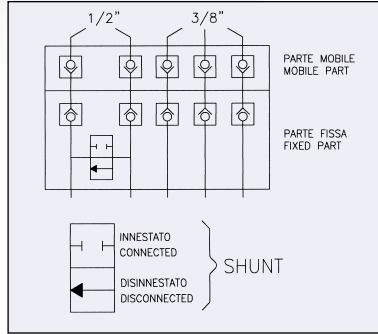 1/2" 3/8"
PARTE MOBILE
MOBILE PART
PARTE FISSA
FIXED PART
INNESTATO
CONNECTED
SHUNT
DISINNESTATO
DISCONNECTED